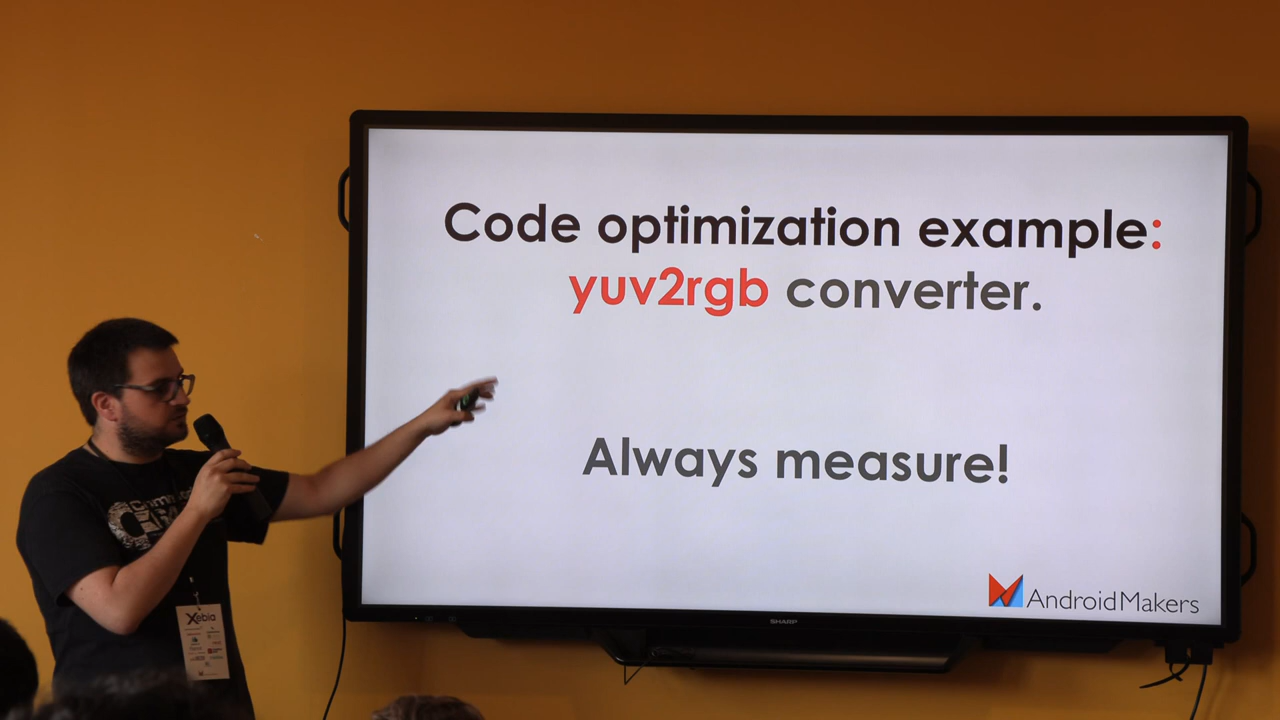 Code optimization example:
yuv2rgb converter.
Always measure!
AndroidMakers
SHARP
Xebia